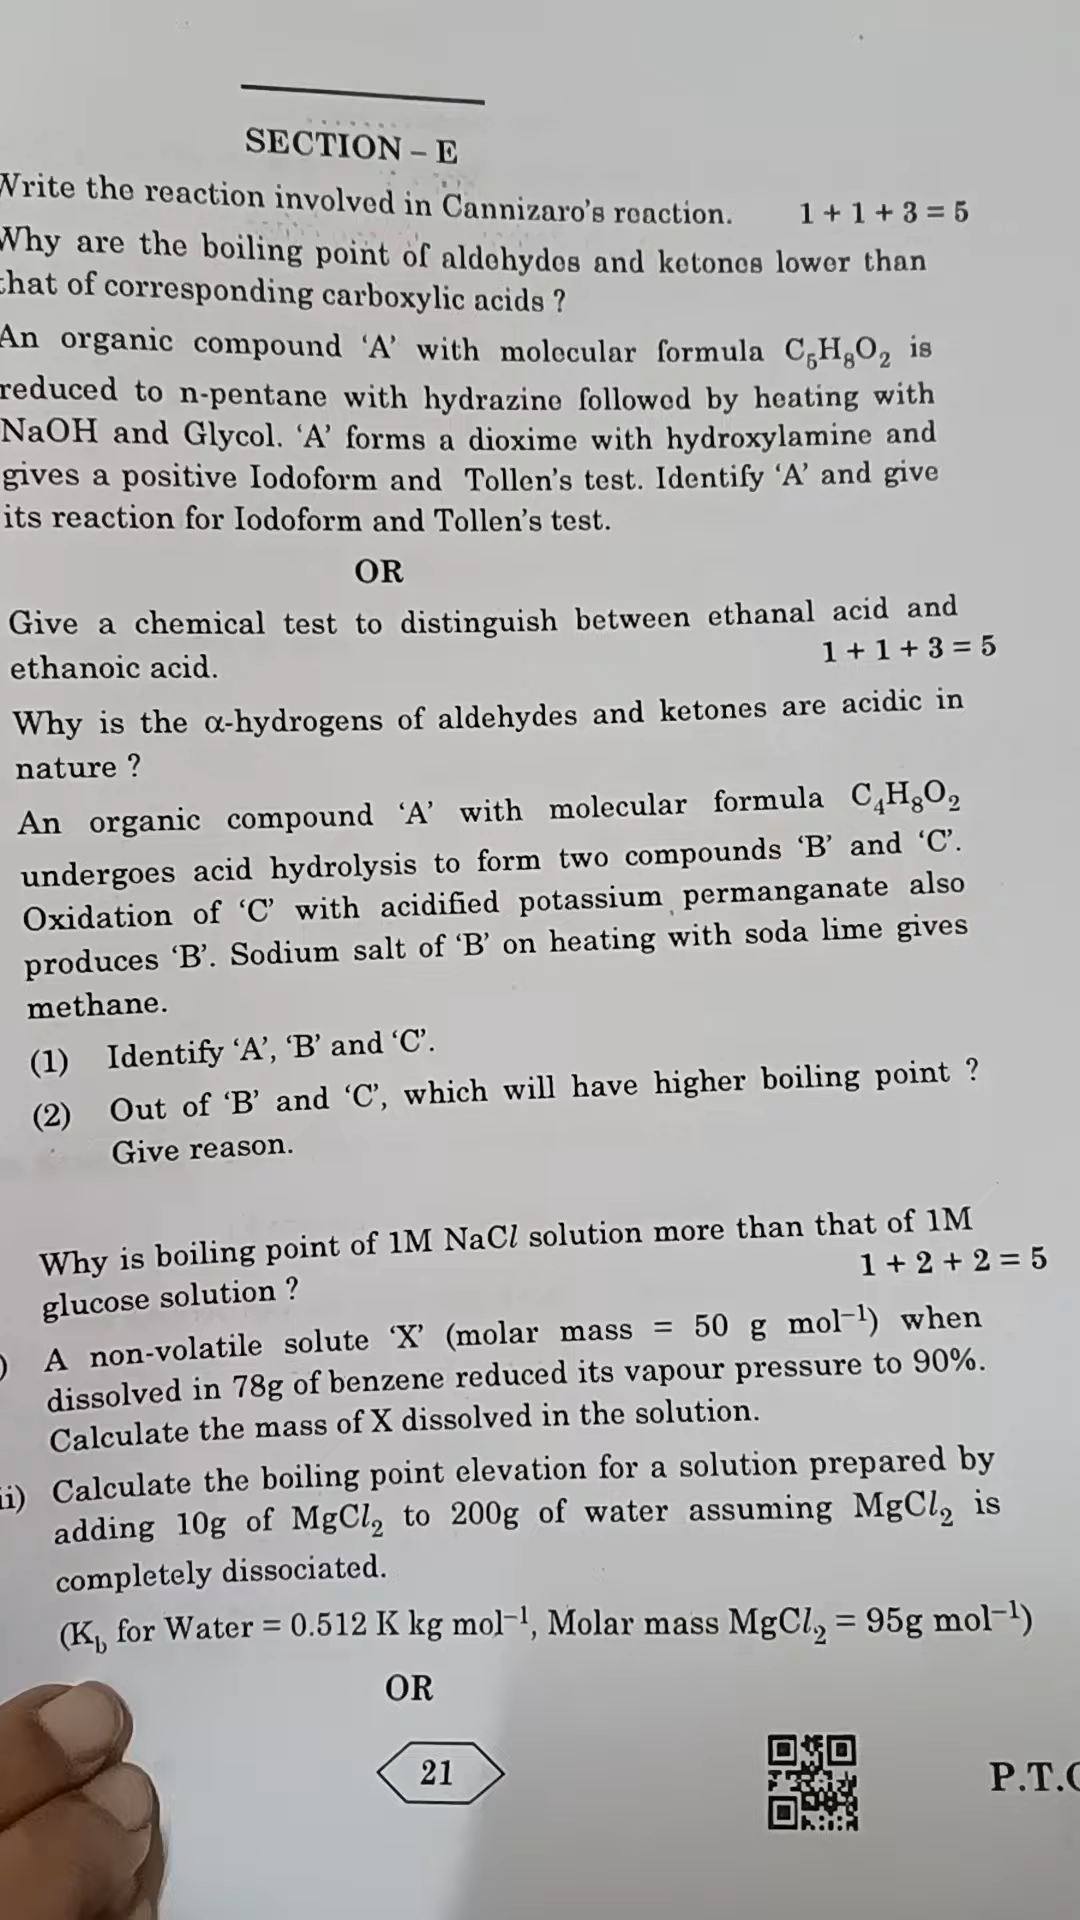 SECTION – E
Write the reaction involved in Cannizaro's reaction. 1 + 1 + 3 = 5
Why are the boiling point of aldehydes and ketones lower than
that of corresponding carboxylic acids ?
An organic compound 'A' with molecular formula C₅H₈O₂ is
reduced to n-pentane with hydrazine followed by heating with
NaOH and Glycol. 'A' forms a dioxime with hydroxylamine and
gives a positive Iodoform and Tollen's test. Identify 'A' and give
its reaction for Iodoform and Tollen's test.
OR
Give a chemical test to distinguish between ethanal acid and
ethanoic acid. 1 + 1 + 3 = 5
Why is the α-hydrogens of aldehydes and ketones are acidic in
nature ?
An organic compound 'A' with molecular formula C₄H₈O₂
undergoes acid hydrolysis to form two compounds 'B' and 'C'.
Oxidation of 'C' with acidified potassium permanganate also
produces 'B'. Sodium salt of 'B' on heating with soda lime gives
methane.
(1) Identify 'A', 'B' and 'C'.
(2) Out of 'B' and 'C', which will have higher boiling point ?
Give reason.
Why is boiling point of 1M NaCl solution more than that of 1M
glucose solution ? 1 + 2 + 2 = 5
) A non-volatile solute 'X' (molar mass = 50 g mol⁻¹) when
dissolved in 78g of benzene reduced its vapour pressure to 90%.
Calculate the mass of X dissolved in the solution.
ii) Calculate the boiling point elevation for a solution prepared by
adding 10g of MgCl₂ to 200g of water assuming MgCl₂ is
completely dissociated.
(K_b for Water = 0.512 K kg mol⁻¹, Molar mass MgCl₂ = 95g mol⁻¹)
OR
21
P.T.O